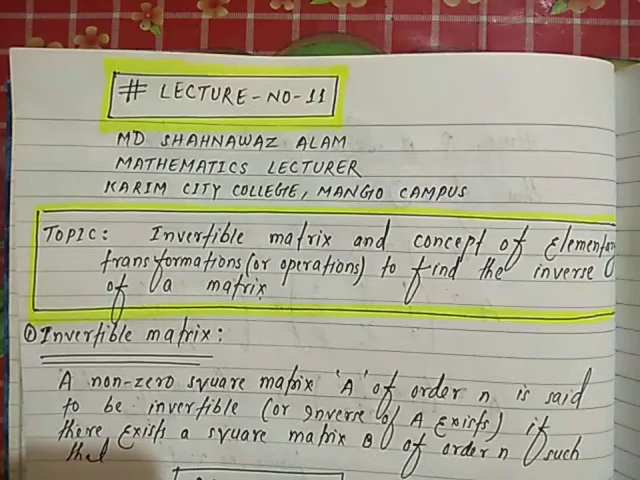 # LECTURE-NO-11
MD SHAHNAWAZ ALAM
MATHEMATICS LECTURER
KARIM CITY COLLEGE, MANGO CAMPUS
TOPIC: Invertible matrix and concept of Elementary
transformations (or operations) to find the inverse
of a matrix
① Invertible matrix:
A non-zero square matrix 'A' of order n is said
to be invertible (or Inverse of A Exists) if
there Exists a square matrix B of order n such
that